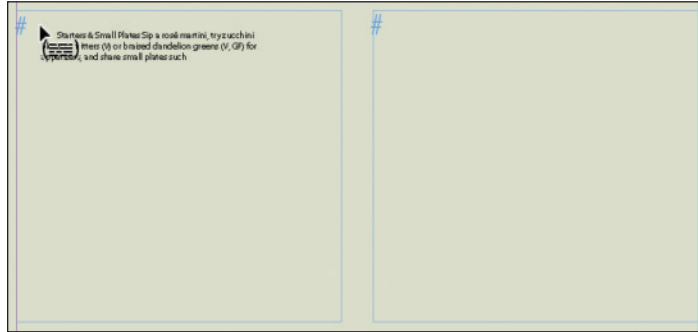 #
#
Starters & Small Plates Sip a rosé martini, try zucchini
(V) or braised dandelion greens (V, GF) for
and share small plates such